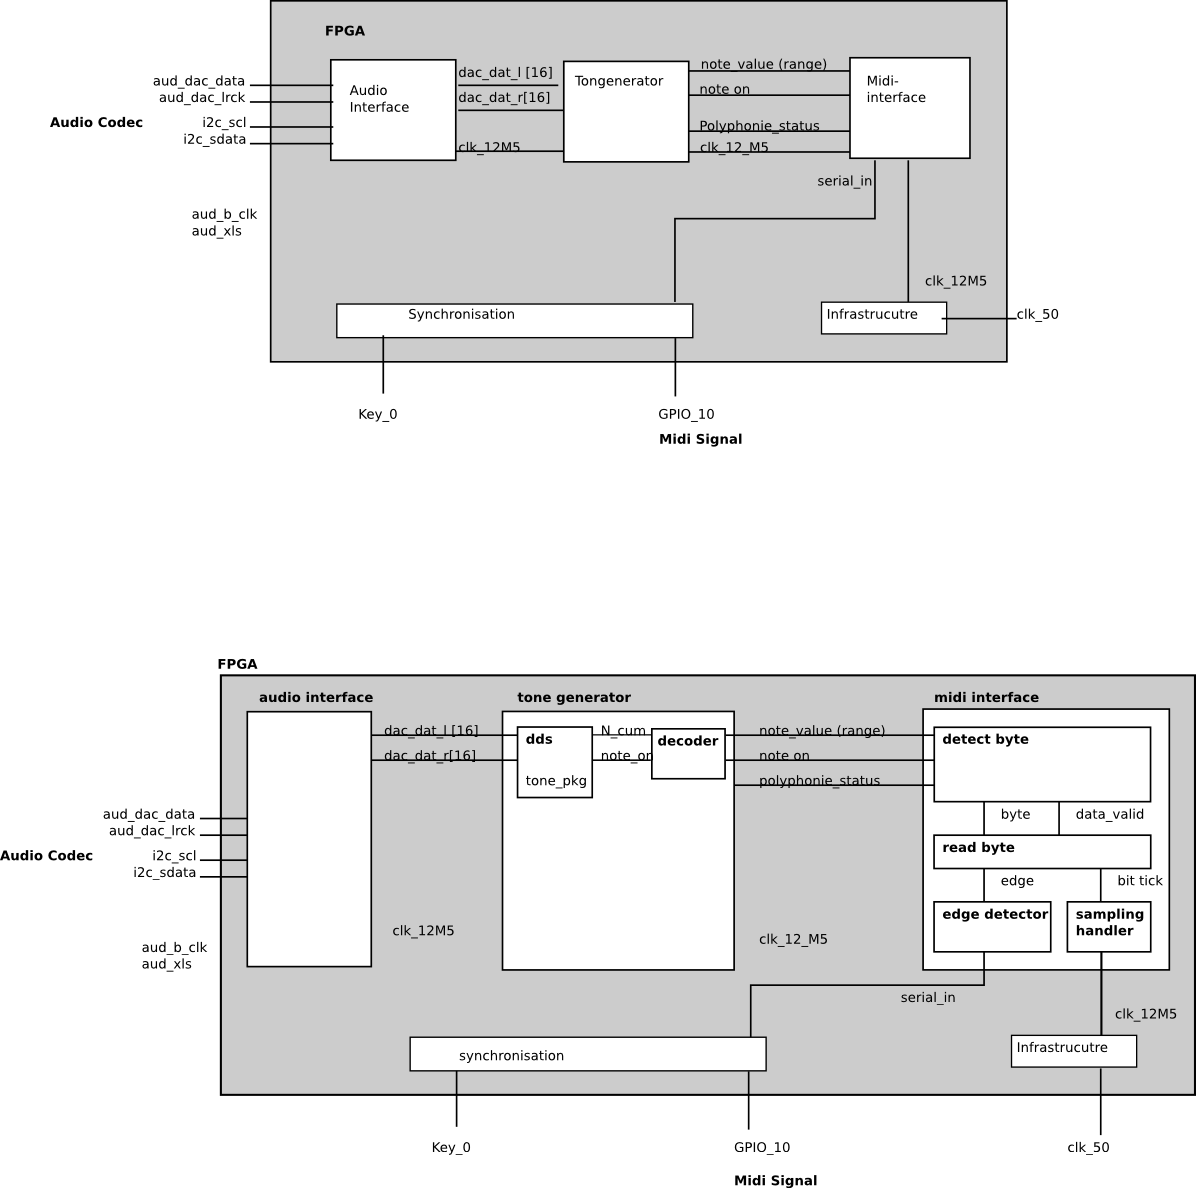 FPGA
aud_dac_data
aud_dac_lrck
Audio Codec
i2c_scl
i2c_sdata
aud_b_clk
aud_xls
Audio
Interface
dac_dat_l [16]
dac_dat_r[16]
clk_12M5
Tongenerator
note_value (range)
note on
Polyphonie_status
clk_12_M5
Midi-
interface
serial_in
clk_12M5
Synchronisation
Infrastrucutre
clk_50
Key_0
GPIO_10
Midi Signal
FPGA
audio interface
tone generator
midi interface
dac_dat_l [16]
dac_dat_r[16]
dds
tone_pkg
N_cum
note_on
decoder
note_value (range)
note on
polyphonie_status
detect byte
byte
data_valid
read byte
edge
bit tick
edge detector
sampling
handler
aud_dac_data
aud_dac_lrck
Audio Codec
i2c_scl
i2c_sdata
aud_b_clk
aud_xls
clk_12M5
clk_12_M5
serial_in
clk_12M5
synchronisation
Infrastrucutre
Key_0
GPIO_10
clk_50
Midi Signal